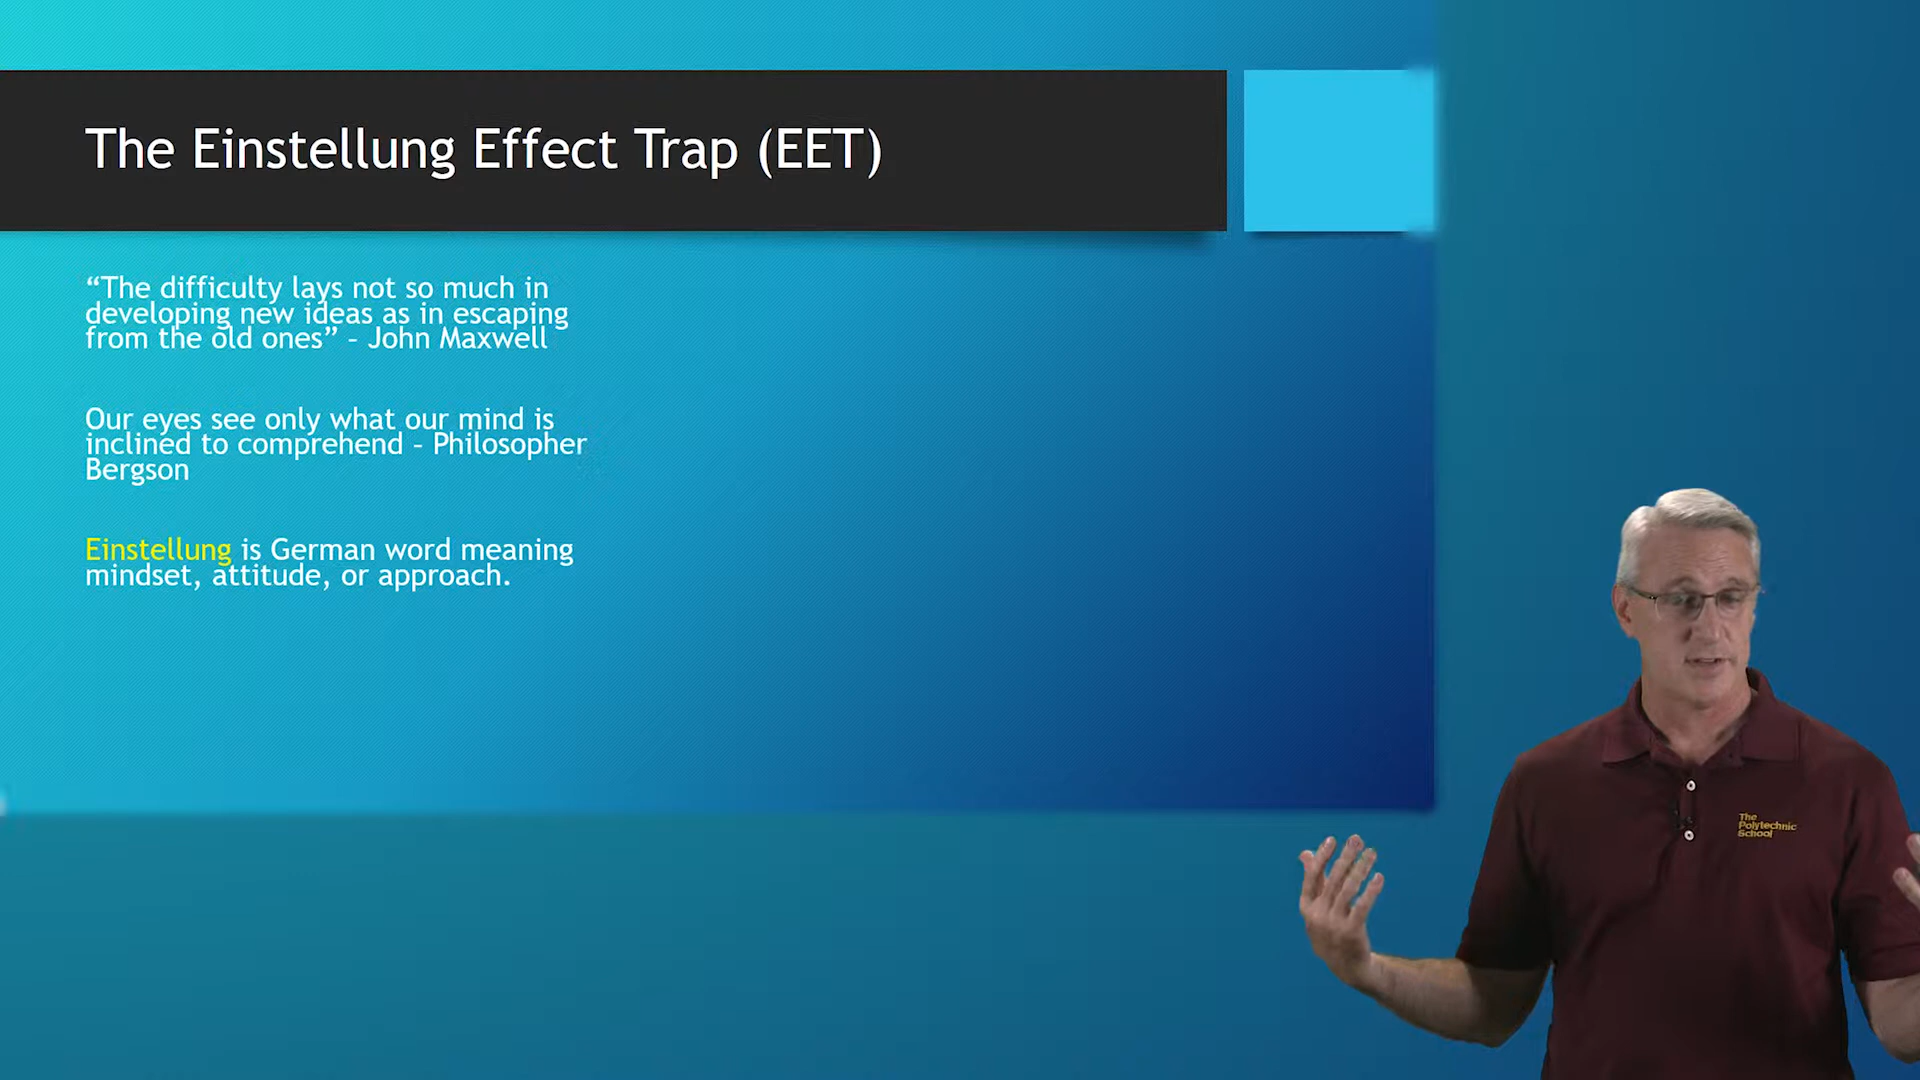 The Einstellung Effect Trap (EET)
“The difficulty lays not so much in
developing new ideas as in escaping
from the old ones” – John Maxwell
Our eyes see only what our mind is
inclined to comprehend – Philosopher
Bergson
Einstellung is German word meaning
mindset, attitude, or approach.
The
Polytechnic
School